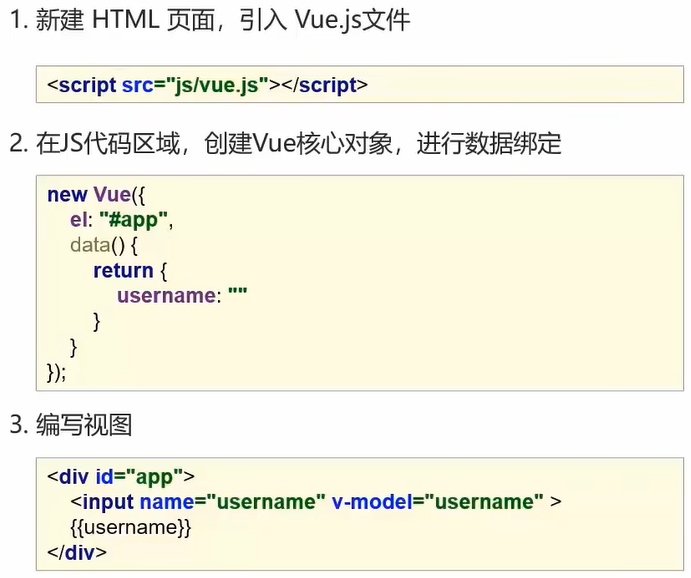 1. 新建 HTML 页面，引入 Vue.js文件
<script src="js/vue.js"></script>
2. 在JS代码区域，创建Vue核心对象，进行数据绑定
new Vue({
    el: "#app",
    data() {
        return {
            username: ""
        }
    }
});
3. 编写视图
<div id="app">
    <input name="username" v-model="username" >
    {{username}}
</div>